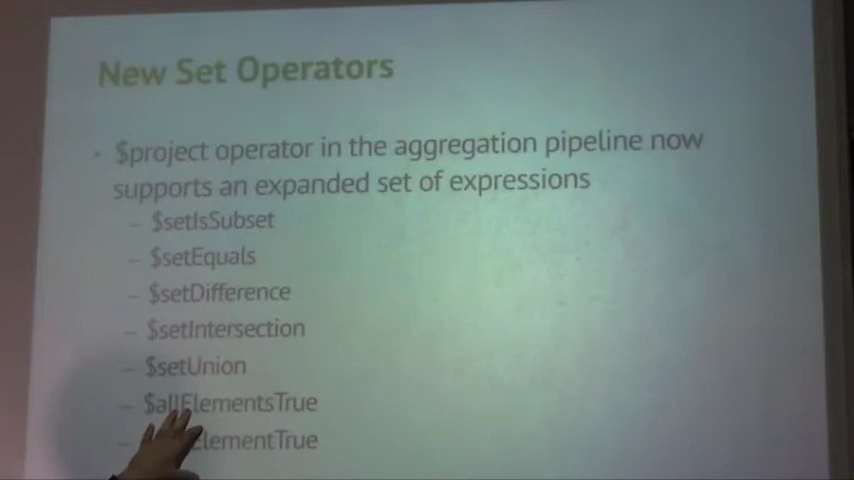 New Set Operators
• $project operator in the aggregation pipeline now
supports an expanded set of expressions
– $setIsSubset
– $setEquals
– $setDifference
– $setIntersection
– $setUnion
– $allElementsTrue
– ElementTrue